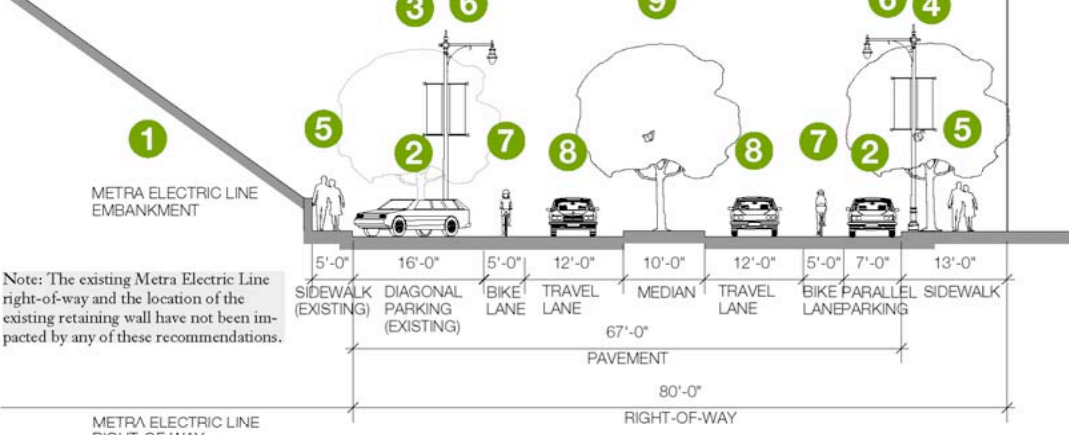 3 6 9 6 4
1 5 2 7 8 8 7 2 5
METRA ELECTRIC LINE
EMBANKMENT
5'-0" 16'-0" 5'-0" 12'-0" 10'-0" 12'-0" 5'-0" 7'-0" 13'-0"
Note: The existing Metra Electric Line
right-of-way and the location of the
existing retaining wall have not been im-
pacted by any of these recommendations.
SIDEWALK
(EXISTING)
DIAGONAL
PARKING
(EXISTING)
BIKE
LANE
TRAVEL
LANE
MEDIAN
TRAVEL
LANE
BIKE
LANE
PARALLEL
PARKING
SIDEWALK
67'-0"
PAVEMENT
80'-0"
RIGHT-OF-WAY
METRA ELECTRIC LINE
RIGHT-OF-WAY